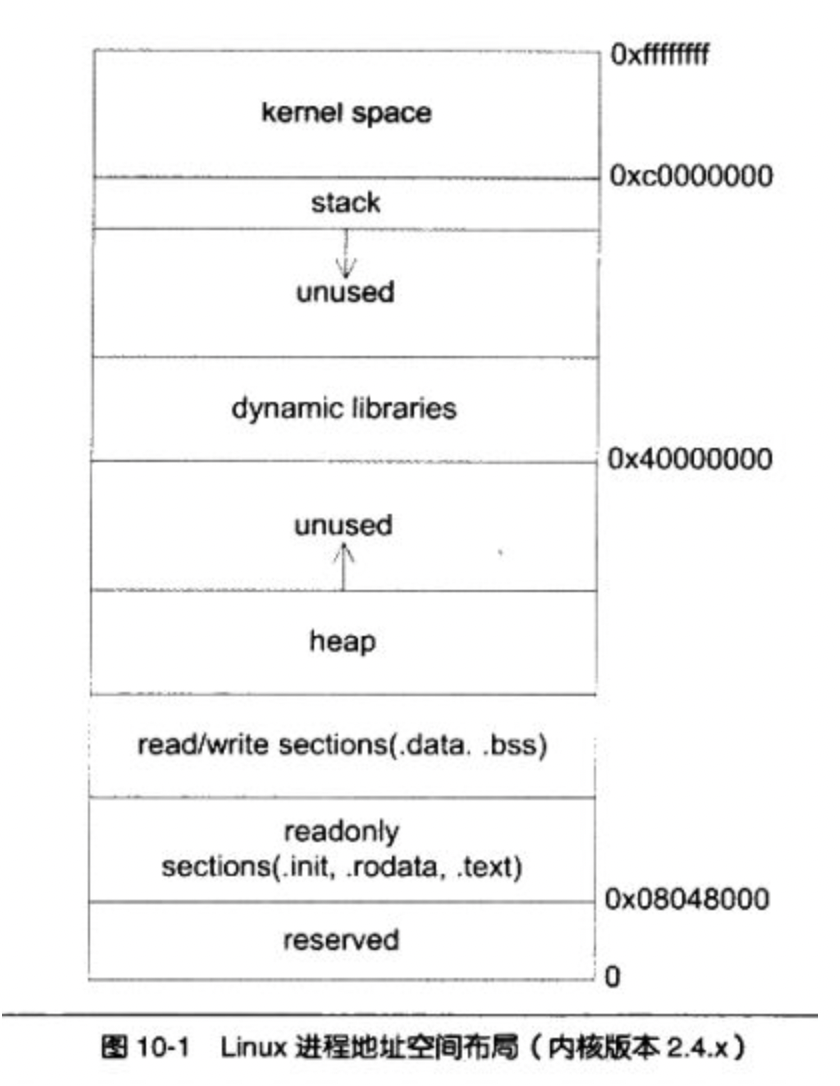 0xffffffff
kernel space
0xc0000000
stack
unused
dynamic libraries
0x40000000
unused
heap
read/write sections(.data. .bss)
readonly
sections(.init, .rodata, .text)
0x08048000
reserved
0
图 10-1 Linux 进程地址空间布局（内核版本 2.4.x）